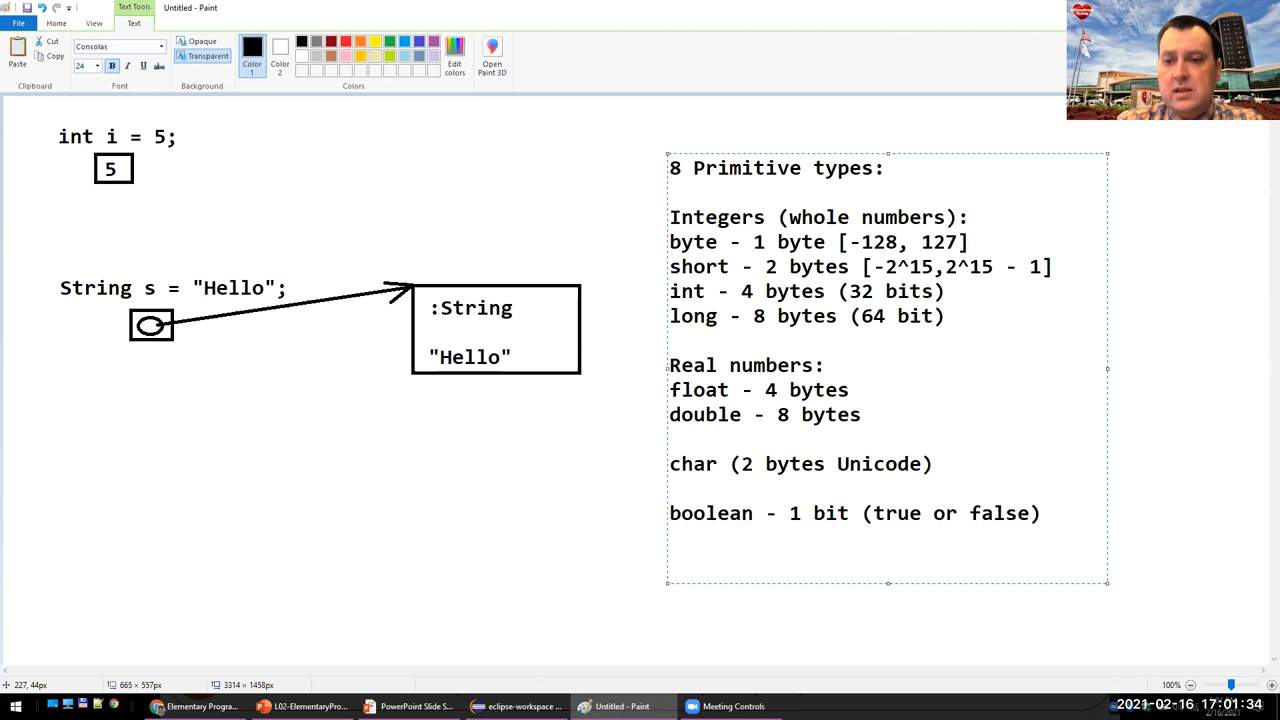 Text Tools
Untitled - Paint
File
Home
View
Text
Paste
Cut
Copy
Clipboard
Consolas
24
B
I
U
abc
Font
Opaque
Transparent
Background
Color
1
Color
2
Edit
colors
Open
Paint 3D
Colors
int i = 5;
5
String s = "Hello";
:String
"Hello"
8 Primitive types:
Integers (whole numbers):
byte - 1 byte [-128, 127]
short - 2 bytes [-2^15,2^15 - 1]
int - 4 bytes (32 bits)
long - 8 bytes (64 bit)
Real numbers:
float - 4 bytes
double - 8 bytes
char (2 bytes Unicode)
boolean - 1 bit (true or false)
227, 44px
665 × 557px
3314 × 1458px
100%
Elementary Progra...
L02-ElementaryPro...
PowerPoint Slide S...
eclipse-workspace ...
Untitled - Paint
Meeting Controls
2021-02-16 17:01:34
2/16/2021